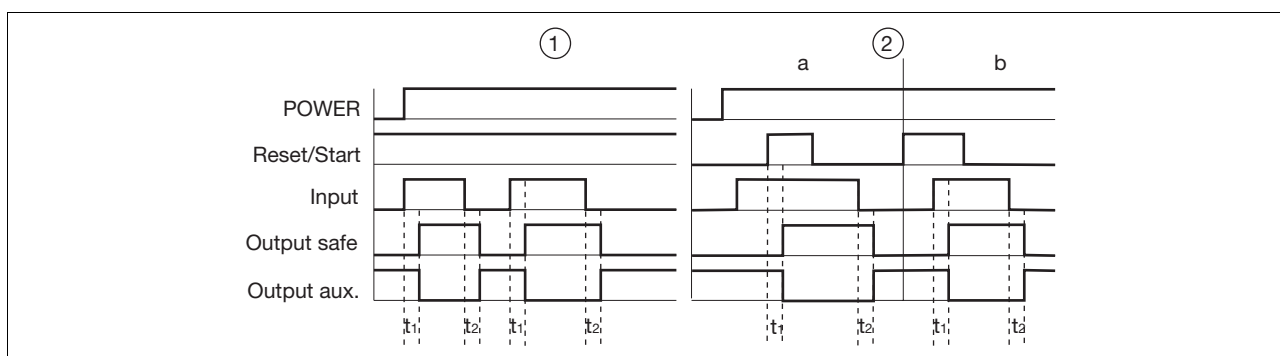 ① ②
a b
POWER
Reset/Start
Input
Output safe
Output aux.
t1 t2 t1 t2 t1 t2 t1 t2